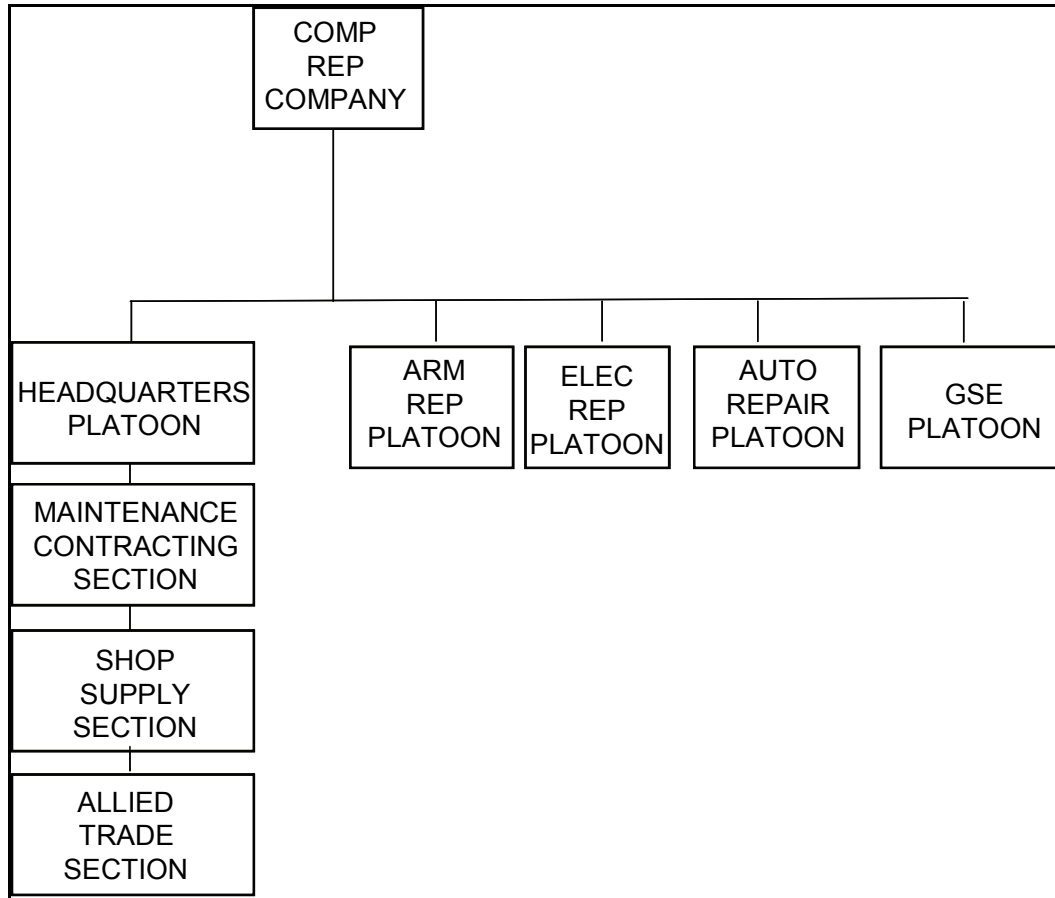 COMP
REP
COMPANY
HEADQUARTERS
PLATOON
ARM
REP
PLATOON
ELEC
REP
PLATOON
AUTO
REPAIR
PLATOON
GSE
PLATOON
MAINTENANCE
CONTRACTING
SECTION
SHOP
SUPPLY
SECTION
ALLIED
TRADE
SECTION